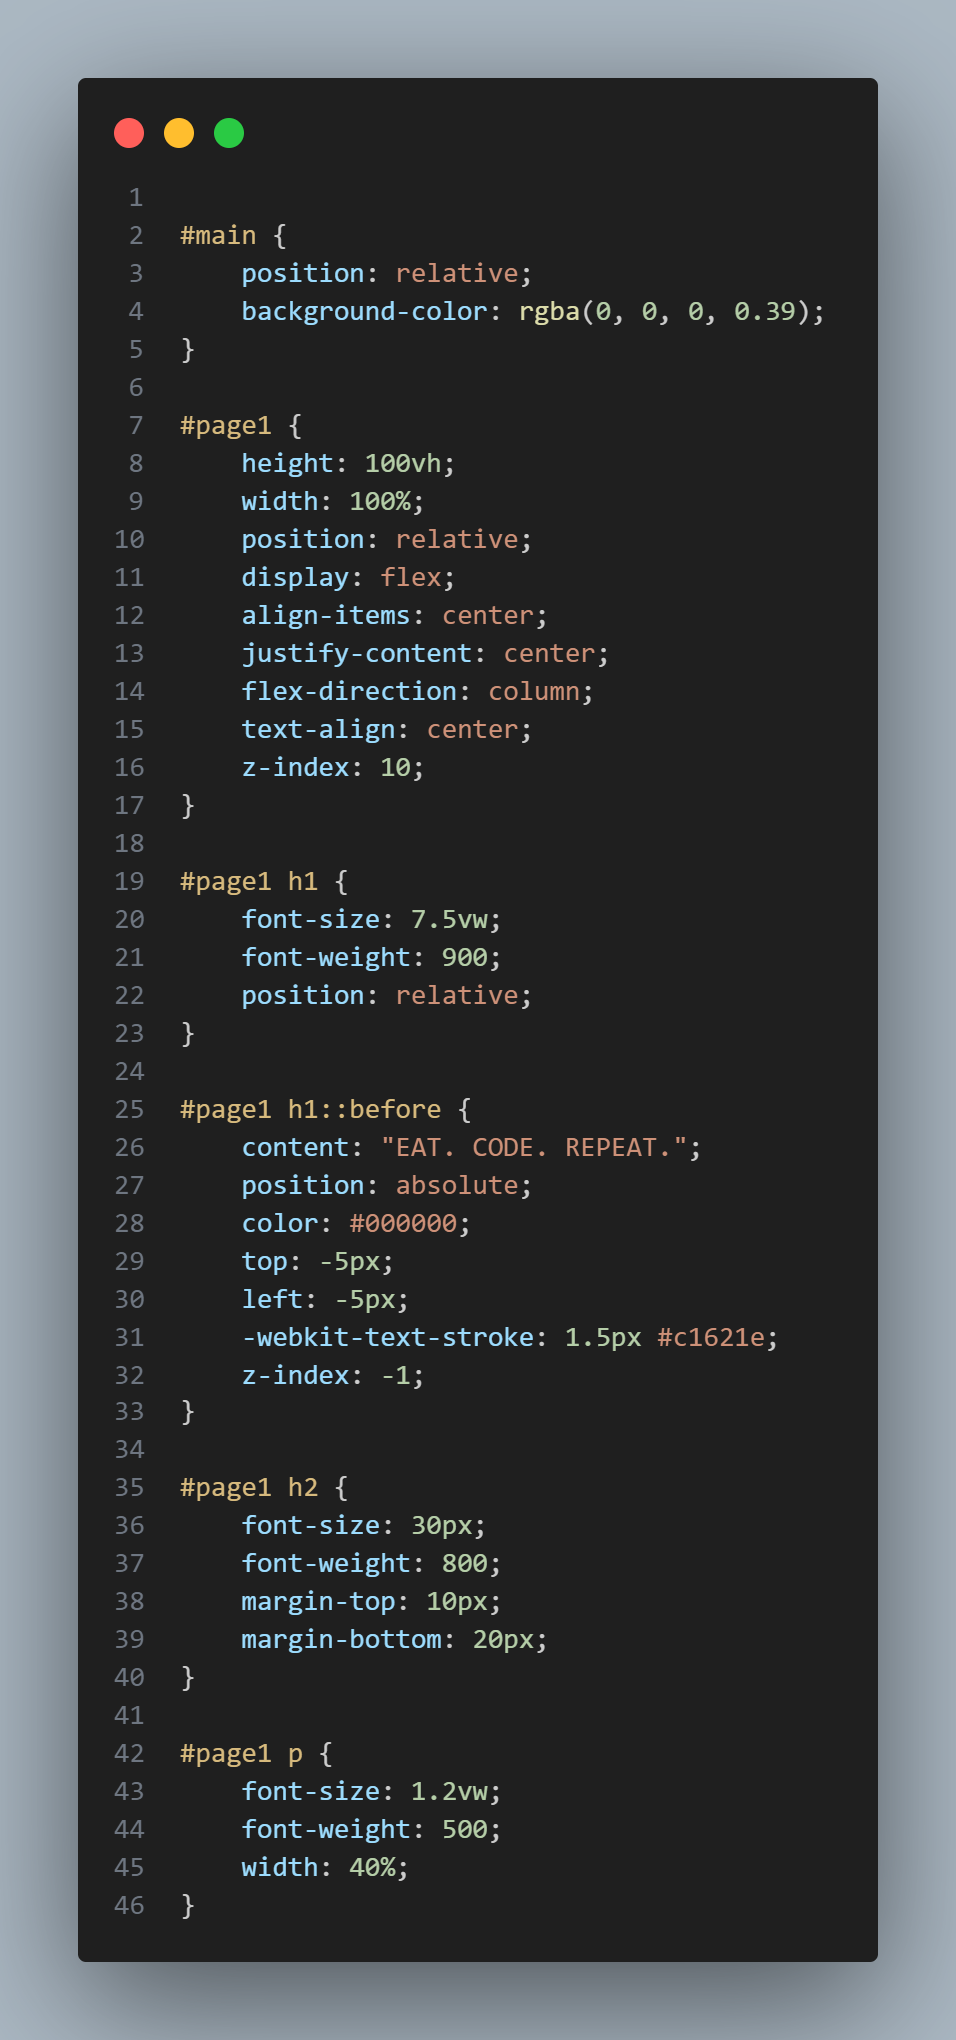 1
2 #main {
3     position: relative;
4     background-color: rgba(0, 0, 0, 0.39);
5 }
6
7 #page1 {
8     height: 100vh;
9     width: 100%;
10     position: relative;
11     display: flex;
12     align-items: center;
13     justify-content: center;
14     flex-direction: column;
15     text-align: center;
16     z-index: 10;
17 }
18
19 #page1 h1 {
20     font-size: 7.5vw;
21     font-weight: 900;
22     position: relative;
23 }
24
25 #page1 h1::before {
26     content: "EAT. CODE. REPEAT.";
27     position: absolute;
28     color: #000000;
29     top: -5px;
30     left: -5px;
31     -webkit-text-stroke: 1.5px #c1621e;
32     z-index: -1;
33 }
34
35 #page1 h2 {
36     font-size: 30px;
37     font-weight: 800;
38     margin-top: 10px;
39     margin-bottom: 20px;
40 }
41
42 #page1 p {
43     font-size: 1.2vw;
44     font-weight: 500;
45     width: 40%;
46 }